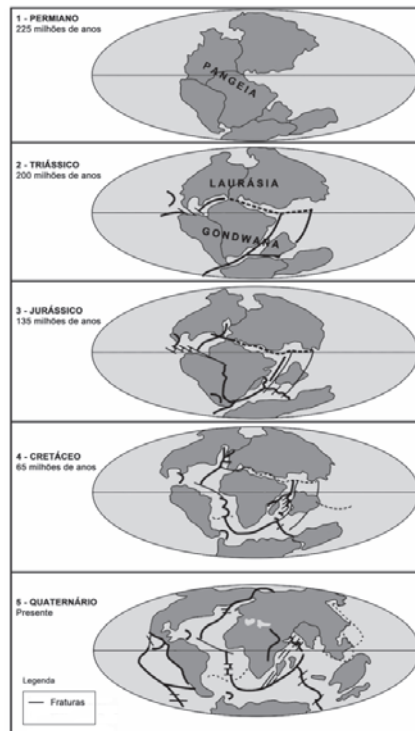 1 - PERMIANO
225 milhões de anos
PANGEIA
2 - TRIÁSSICO
200 milhões de anos
LAURÁSIA
GONDWANA
3 - JURÁSSICO
135 milhões de anos
4 - CRETÁCEO
65 milhões de anos
5 - QUATERNÁRIO
Presente
Legenda
Fraturas